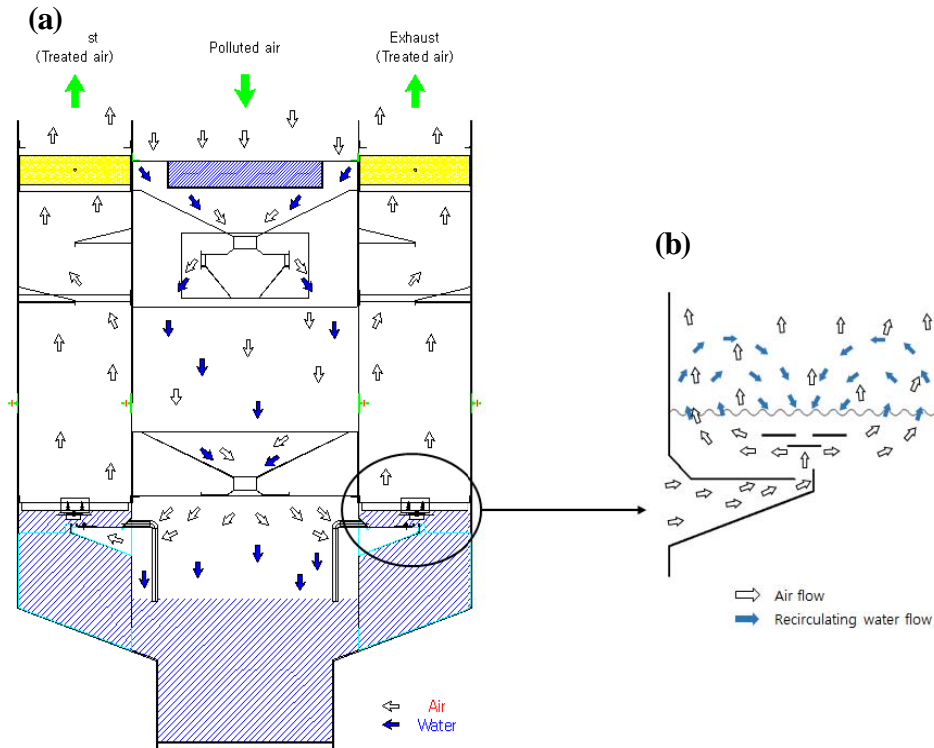 (a)
st
(Treated air)
Polluted air
Exhaust
(Treated air)
(b)
Air flow
Recirculating water flow
Air
Water